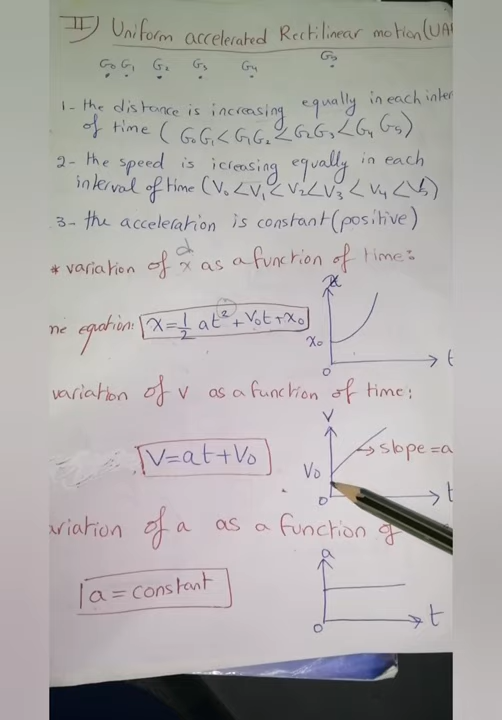 II) Uniform accelerated Rectilinear motion(UA
G₀ G₁ G₂ G₃ G₄ G₅
1- the distance is increasing equally in each inter
of time ( G₀G₁<G₁G₂<G₂G₃<G₄G₅)
2- the speed is icreasing equally in each
interval of time (V₀<V₁<V₂<V₃<V₄<V₅)
3- the acceleration is constant (positive)
d
* variation of x as a function of time:
x
ne equation: x=½at²+V₀t+x₀
x₀
0
t
variation of v as a function of time:
V
V=at+V₀
slope=a
V₀
0
t
ariation of a as a function of
a
a = constant
0
t